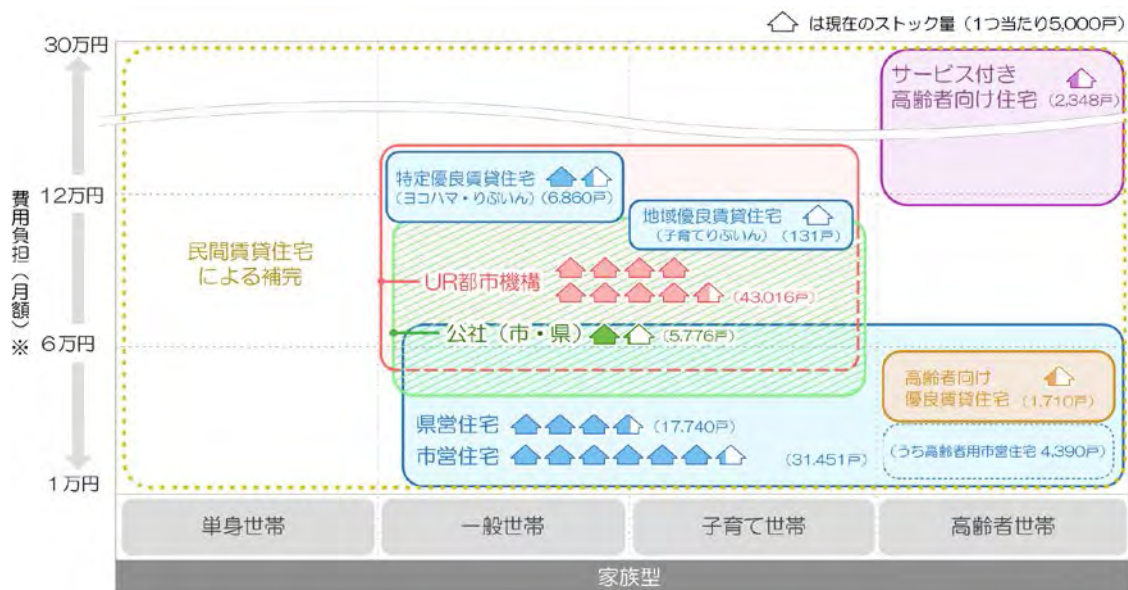 は現在のストック量（1つ当たり5,000戸）
30万円
12万円
6万円
1万円
費用負担（月額）※
サービス付き
高齢者向け住宅（2,348戸）
特定優良賃貸住宅
（ヨコハマ・りぶいん）（6.860戸）
地域優良賃貸住宅
（子育てりぶいん）（131戸）
民間賃貸住宅
による補完
UR都市機構
（43,016戸）
公社（市・県）（5,776戸）
高齢者向け
優良賃貸住宅（1,710戸）
県営住宅（17,740戸）
市営住宅（31,451戸）
（うち高齢者用市営住宅 4,390戸）
単身世帯
一般世帯
子育て世帯
高齢者世帯
家族型